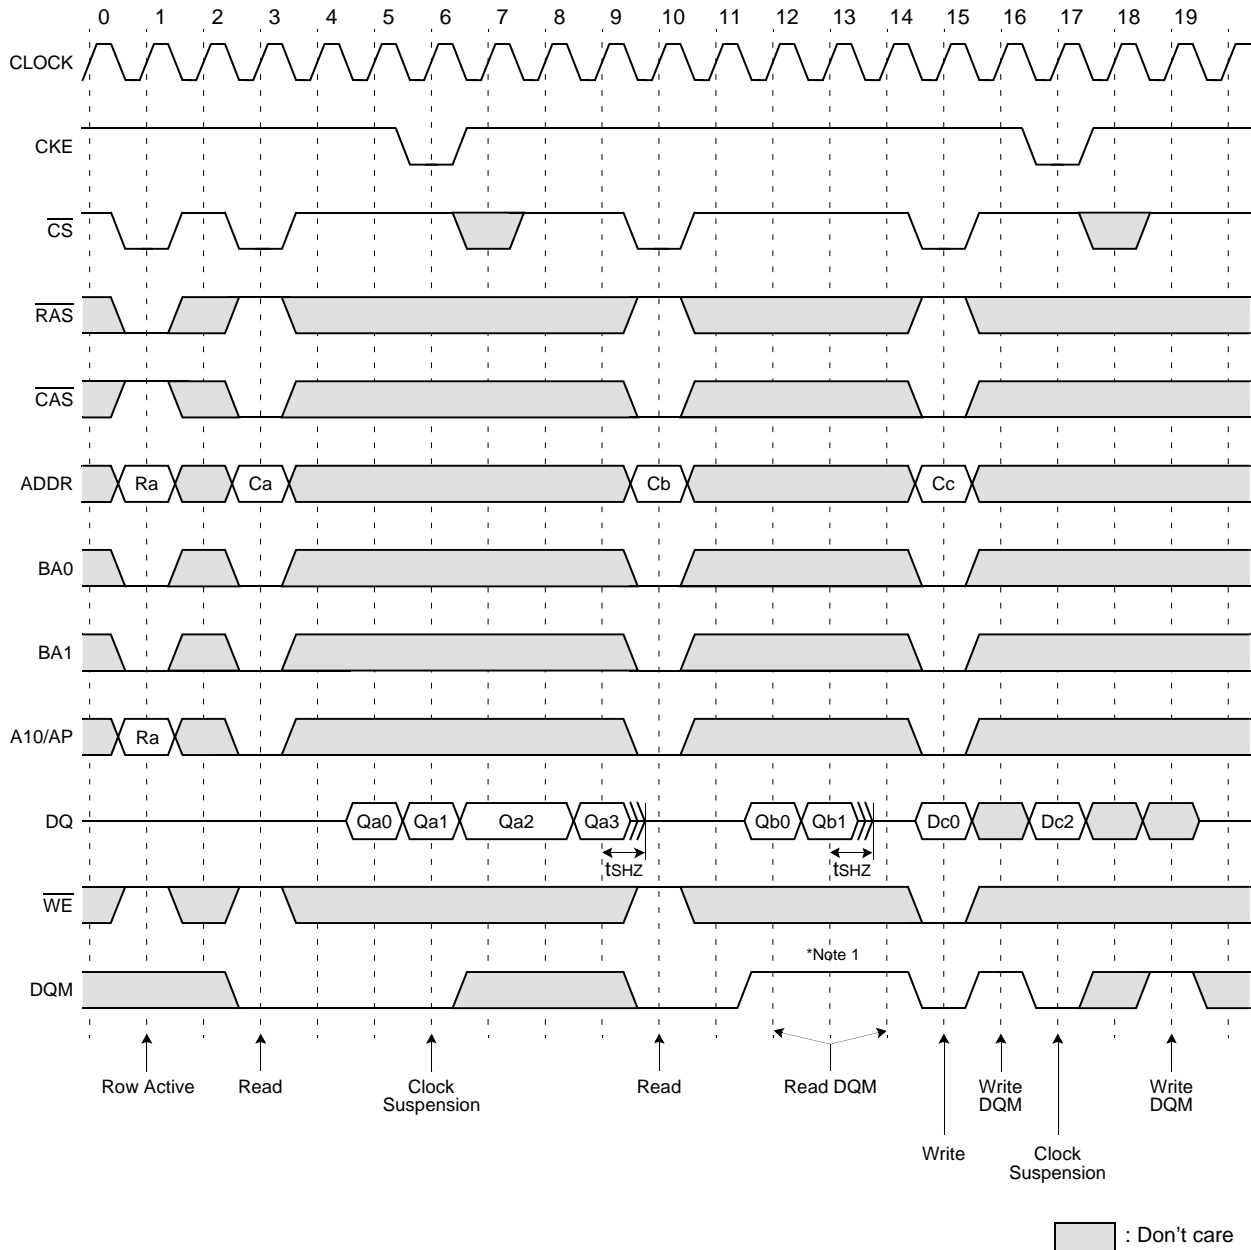 0 1 2 3 4 5 6 7 8 9 10 11 12 13 14 15 16 17 18 19
CLOCK
CKE
CS
RAS
CAS
ADDR Ra Ca Cb Cc
BA0
BA1
A10/AP Ra
DQ Qa0 Qa1 Qa2 Qa3 Qb0 Qb1 Dc0 Dc2
tSHZ tSHZ
WE
*Note 1
DQM
Row Active Read Clock Read Read DQM Write Write
Suspension DQM DQM
Write Clock
Suspension
: Don't care